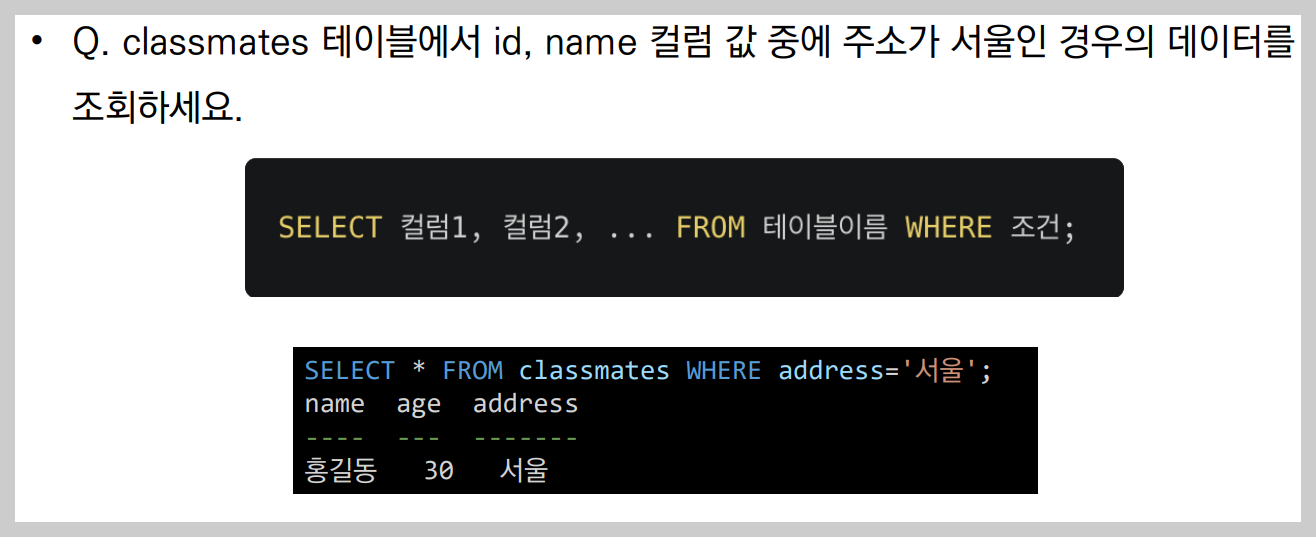 • Q. classmates 테이블에서 id, name 컬럼 값 중에 주소가 서울인 경우의 데이터를
조회하세요.
SELECT 컬럼1, 컬럼2, ... FROM 테이블이름 WHERE 조건;
SELECT * FROM classmates WHERE address='서울';
name  age  address
----  ---  -------
홍길동   30   서울